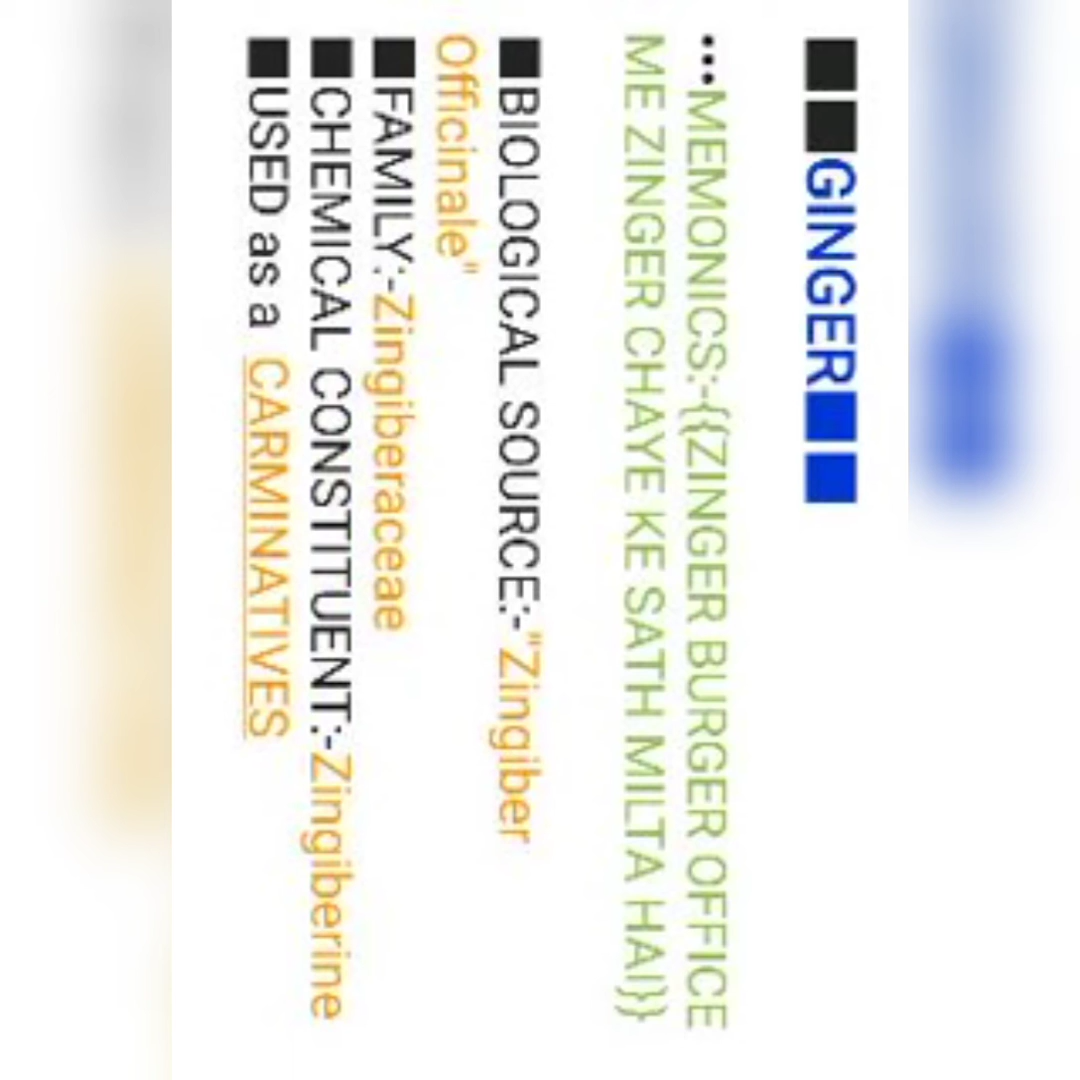 ■■GINGER■■
•••MEMONICS:-{{ZINGER BURGER OFFICE
ME ZINGER CHAYE KE SATH MILTA HAI}}
■BIOLOGICAL SOURCE:-"Zingiber
Officinale"
■FAMILY:-Zingiberaceae
■CHEMICAL CONSTITUENT:-Zingiberine
■USED as a CARMINATIVES